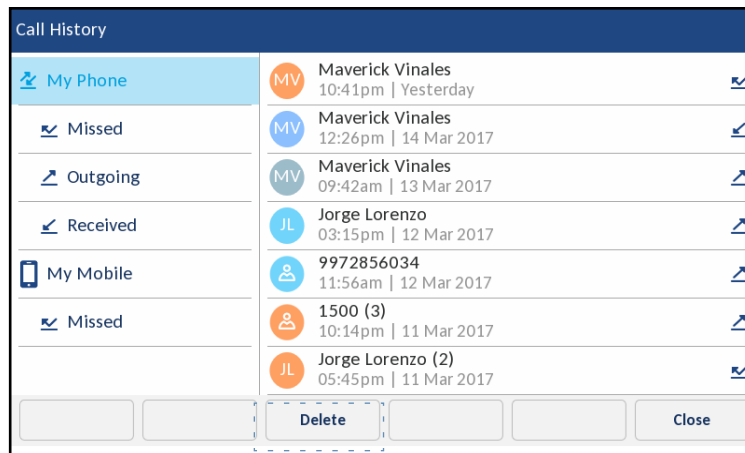 Call History
My Phone
Missed
Outgoing
Received
My Mobile
Missed
MV
Maverick Vinales
10:41pm | Yesterday
MV
Maverick Vinales
12:26pm | 14 Mar 2017
MV
Maverick Vinales
09:42am | 13 Mar 2017
JL
Jorge Lorenzo
03:15pm | 12 Mar 2017
9972856034
11:56am | 12 Mar 2017
1500 (3)
10:14pm | 11 Mar 2017
JL
Jorge Lorenzo (2)
05:45pm | 11 Mar 2017
Delete
Close